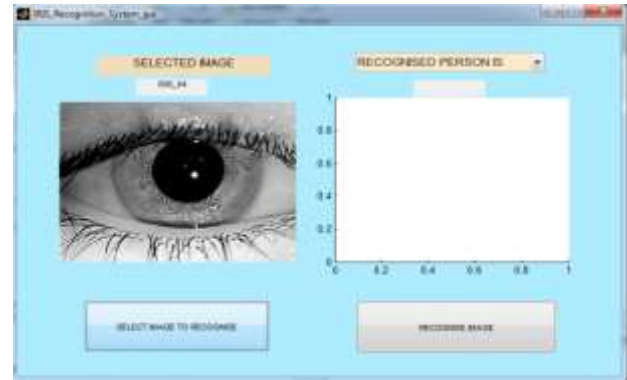 IRIS_Recognition_System_gui
SELECTED IMAGE
RECOGNISED PERSON IS
1
0.8
0.6
0.4
0.2
0
0 0.2 0.4 0.6 0.8 1
SELECT IMAGE TO RECOGNISE
RECOGNISE IMAGE